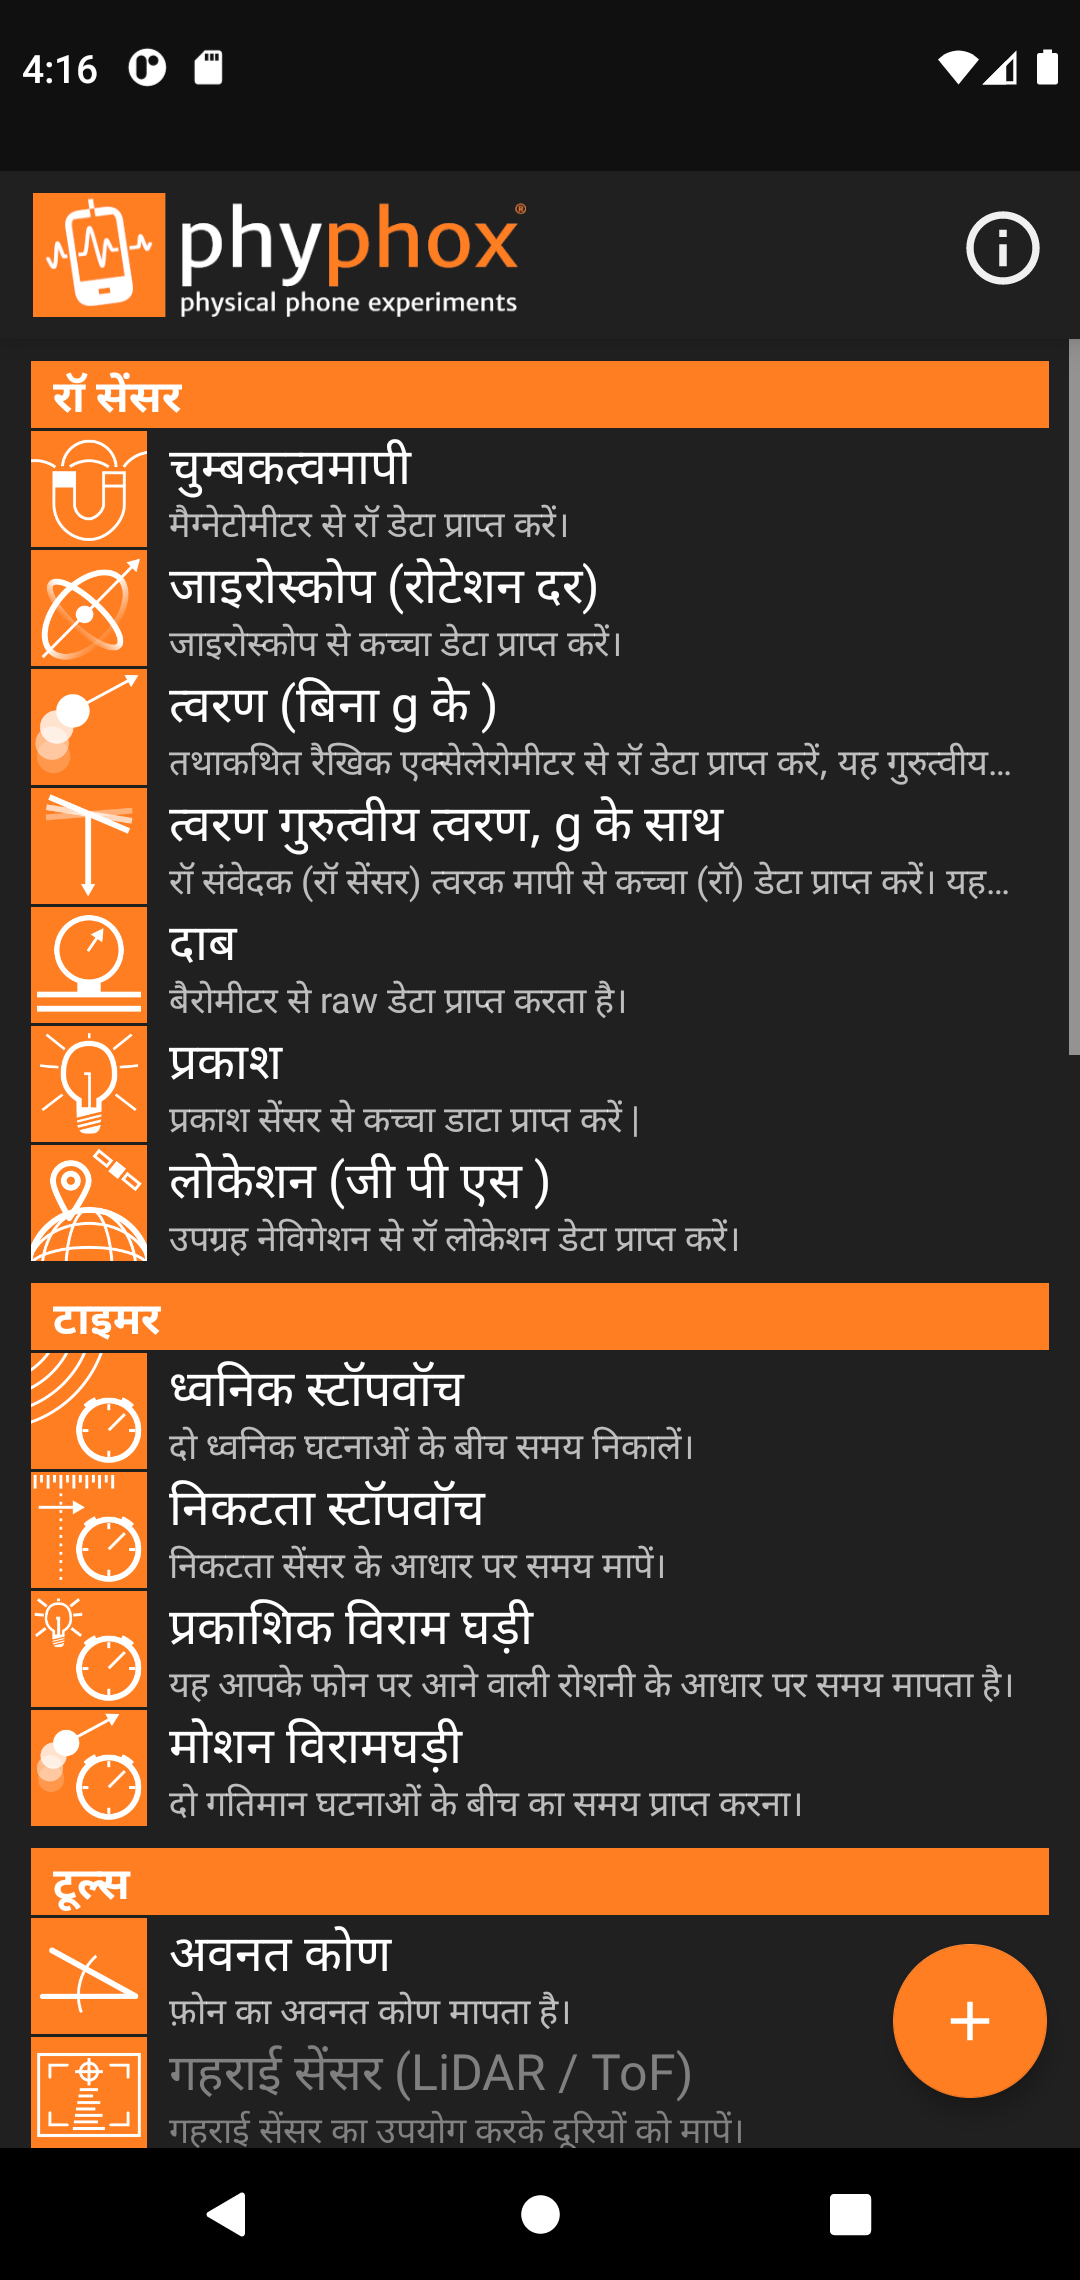 4:16
phyphox®
physical phone experiments
रॉ सेंसर
चुम्बकत्वमापी
मैग्नेटोमीटर से रॉ डेटा प्राप्त करें।
जाइरोस्कोप (रोटेशन दर)
जाइरोस्कोप से कच्चा डेटा प्राप्त करें।
त्वरण (बिना g के )
तथाकथित रैखिक एक्सेलेरोमीटर से रॉ डेटा प्राप्त करें, यह गुरुत्वीय...
त्वरण गुरुत्वीय त्वरण, g के साथ
रॉ संवेदक (रॉ सेंसर) त्वरक मापी से कच्चा (रॉ) डेटा प्राप्त करें। यह...
दाब
बैरोमीटर से raw डेटा प्राप्त करता है।
प्रकाश
प्रकाश सेंसर से कच्चा डाटा प्राप्त करें |
लोकेशन (जी पी एस )
उपग्रह नेविगेशन से रॉ लोकेशन डेटा प्राप्त करें।
टाइमर
ध्वनिक स्टॉपवॉच
दो ध्वनिक घटनाओं के बीच समय निकालें।
निकटता स्टॉपवॉच
निकटता सेंसर के आधार पर समय मापें।
प्रकाशिक विराम घड़ी
यह आपके फोन पर आने वाली रोशनी के आधार पर समय मापता है।
मोशन विरामघड़ी
दो गतिमान घटनाओं के बीच का समय प्राप्त करना।
टूल्स
अवनत कोण
फ़ोन का अवनत कोण मापता है।
गहराई सेंसर (LiDAR / ToF)
गहराई सेंसर का उपयोग करके दूरियों को मापें।